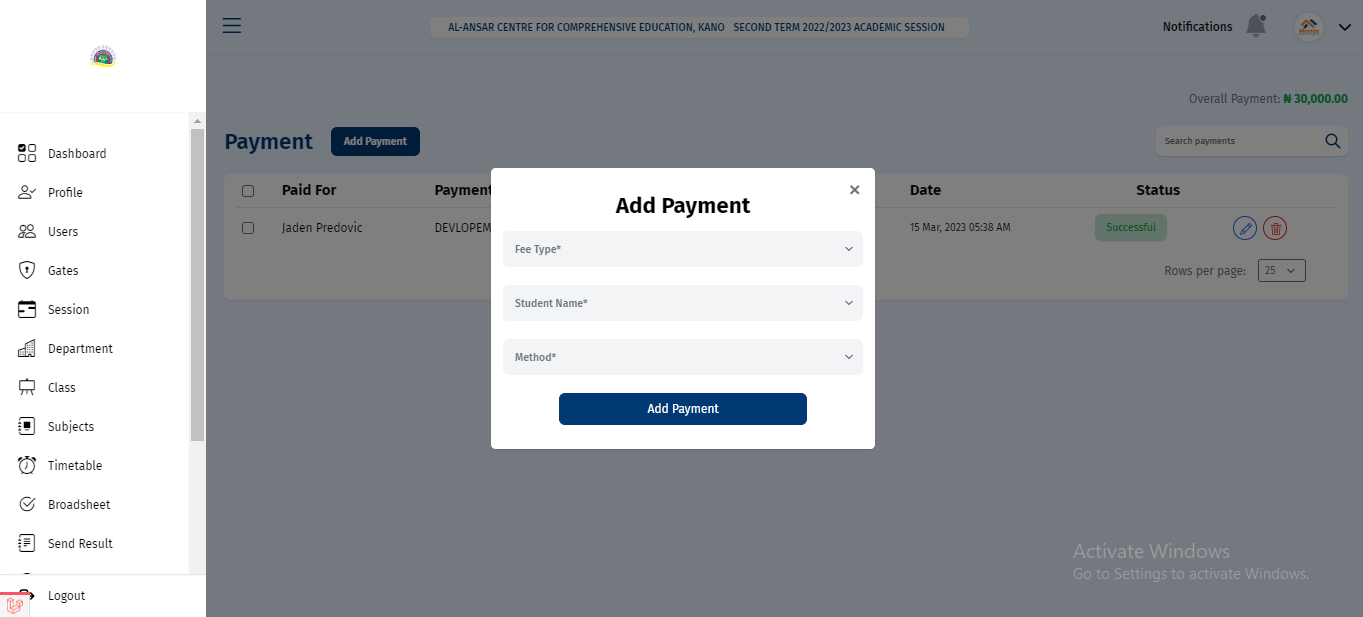 AL-ANSAR CENTRE FOR COMPREHENSIVE EDUCATION, KANO SECOND TERM 2022/2023 ACADEMIC SESSION
Notifications
Overall Payment: ₦ 30,000.00
Payment
Add Payment
Search payments
Paid For
Payment
Date
Status
Jaden Predovic
DEVLOPEM
15 Mar, 2023 05:38 AM
Successful
Rows per page:
25
Dashboard
Profile
Users
Gates
Session
Department
Class
Subjects
Timetable
Broadsheet
Send Result
Logout
Add Payment
Fee Type*
Student Name*
Method*
Add Payment
Activate Windows
Go to Settings to activate Windows.